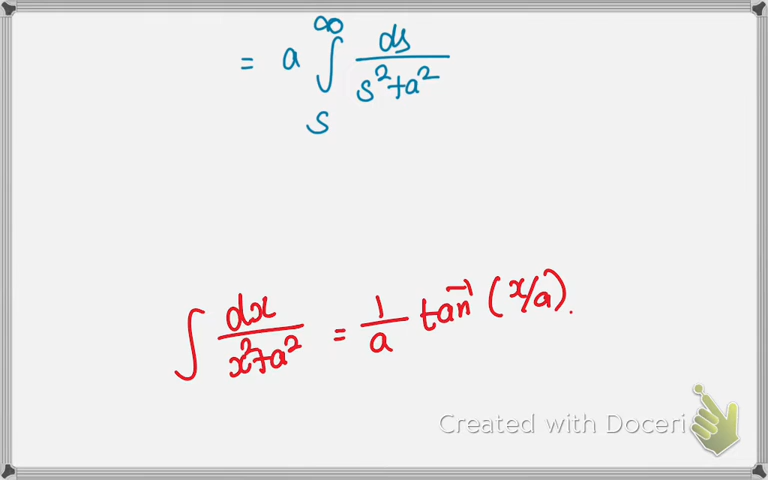 = a ∫_s^∞ ds/(s²+a²)
∫ dx/(x²+a²) = 1/a tan⁻¹ (x/a).
Created with Doceri